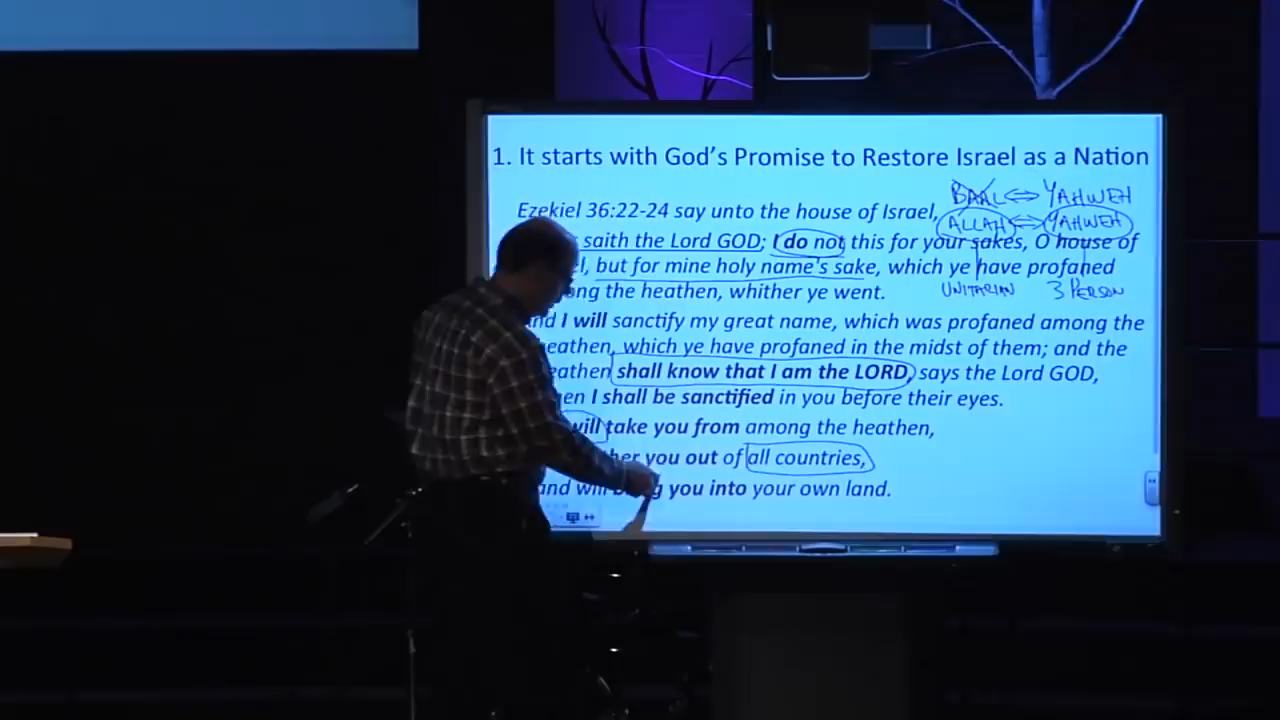 1. It starts with God's Promise to Restore Israel as a Nation
BAAL ⇔ YAHWEH
Ezekiel 36:22-24 say unto the house of Israel,
ALLAH ⇔ YAHWEH
saith the Lord GOD; I do not this for your sakes, O house of
but for mine holy name's sake, which ye have profaned
UNITARIAN 3 PERSON
the heathen, whither ye went.
I will sanctify my great name, which was profaned among the
which ye have profaned in the midst of them; and the
shall know that I am the LORD, says the Lord GOD,
I shall be sanctified in you before their eyes.
will take you from among the heathen,
you out of all countries,
and will you into your own land.